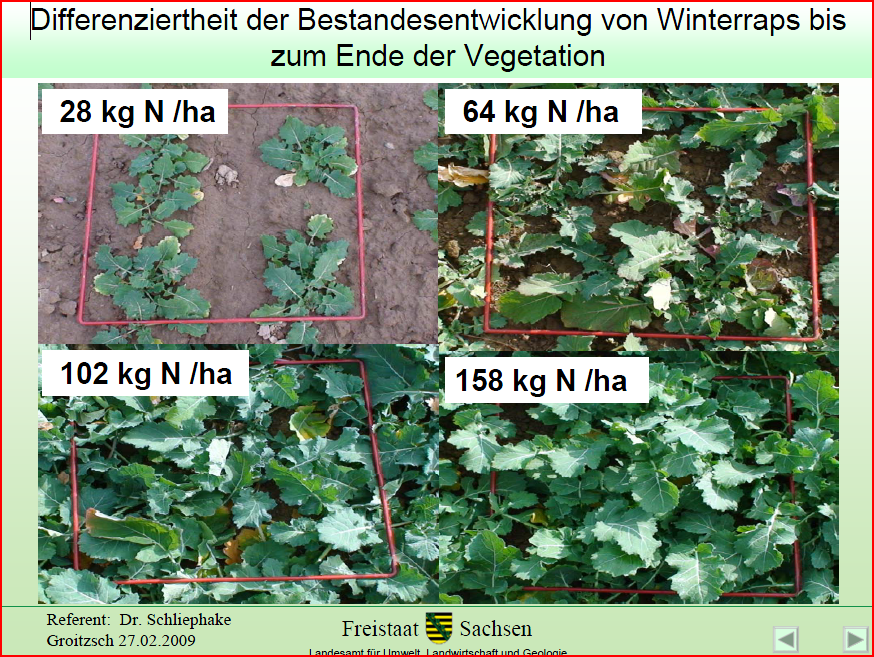 Differenziertheit der Bestandesentwicklung von Winterraps bis
zum Ende der Vegetation
28 kg N /ha
64 kg N /ha
102 kg N /ha
158 kg N /ha
Referent: Dr. Schliephake
Groitzsch 27.02.2009
Freistaat Sachsen
Landesamt für Umwelt, Landwirtschaft und Geologie